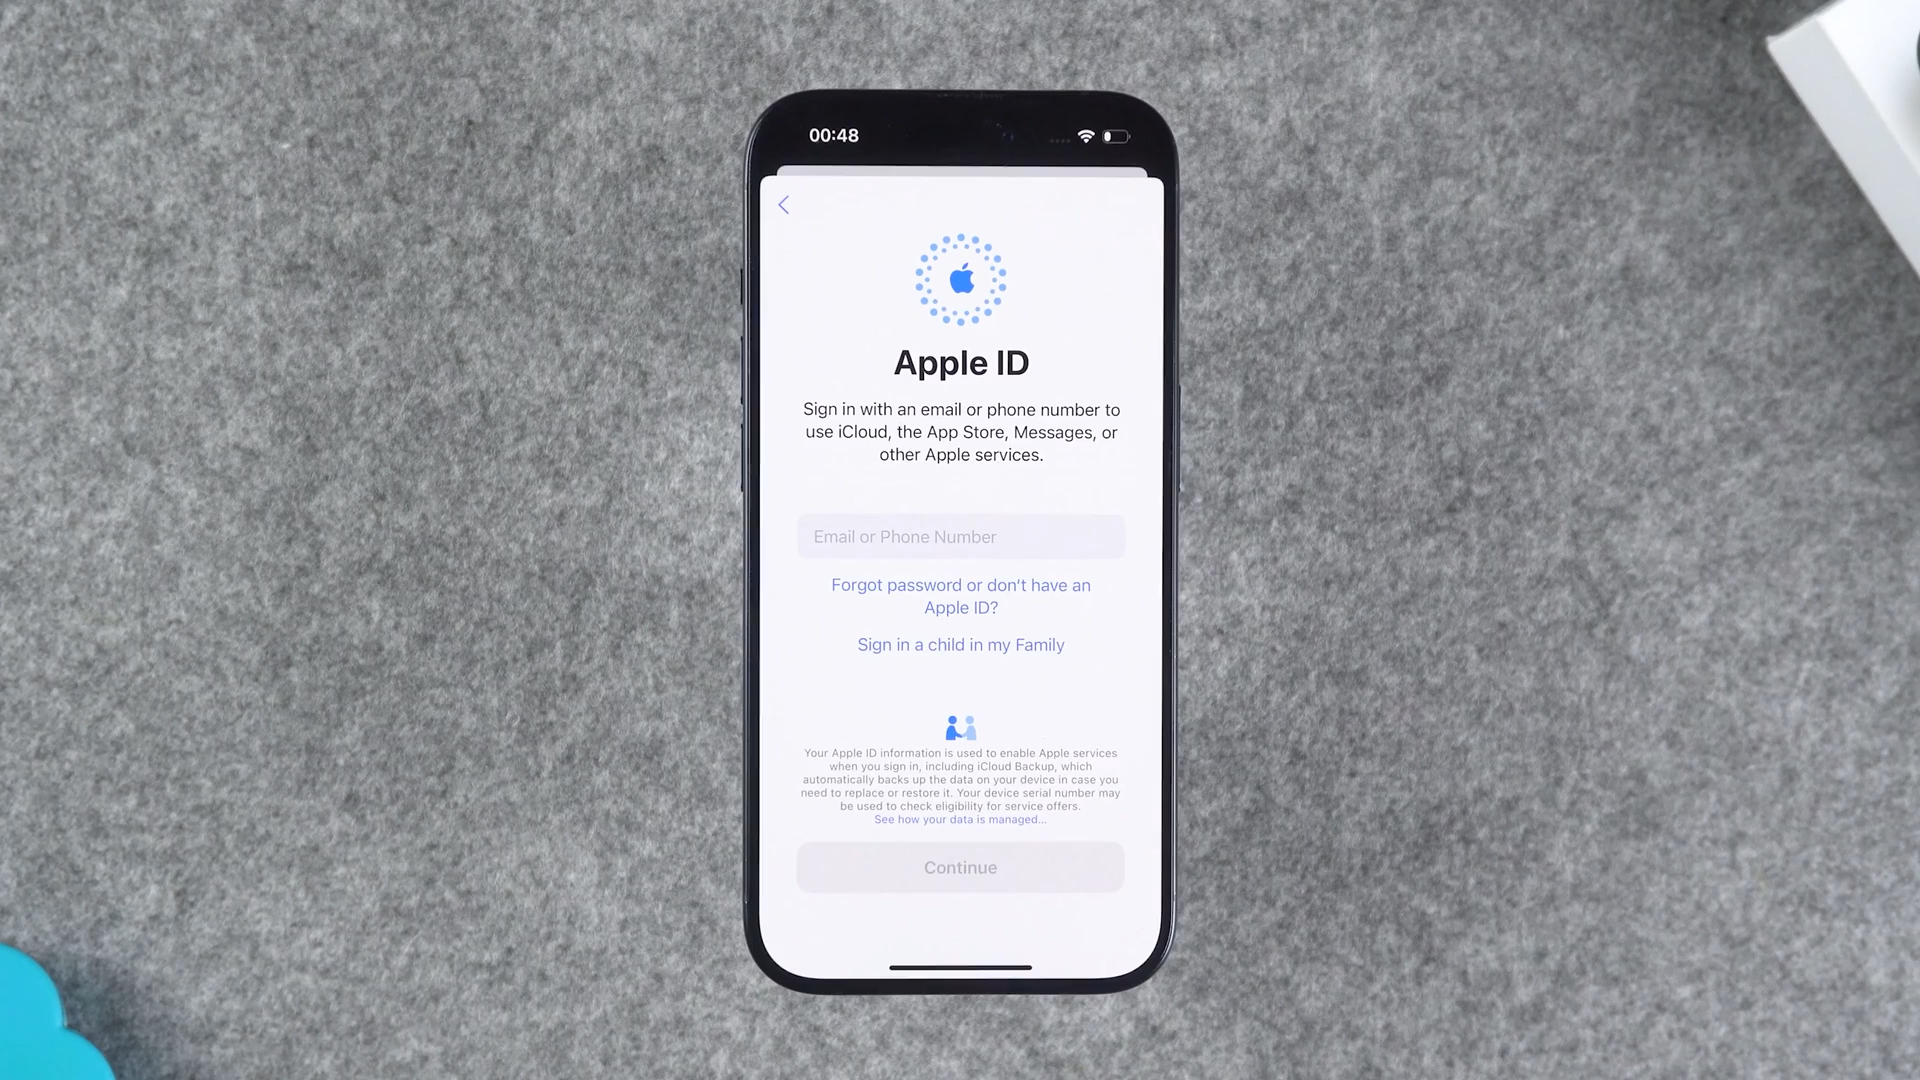 00:48
Apple ID
Sign in with an email or phone number to
use iCloud, the App Store, Messages, or
other Apple services.
Email or Phone Number
Forgot password or don't have an
Apple ID?
Sign in a child in my Family
Your Apple ID information is used to enable Apple services
when you sign in, including iCloud Backup, which
automatically backs up the data on your device in case you
need to replace or restore it. Your device serial number may
be used to check eligibility for service offers.
See how your data is managed...
Continue